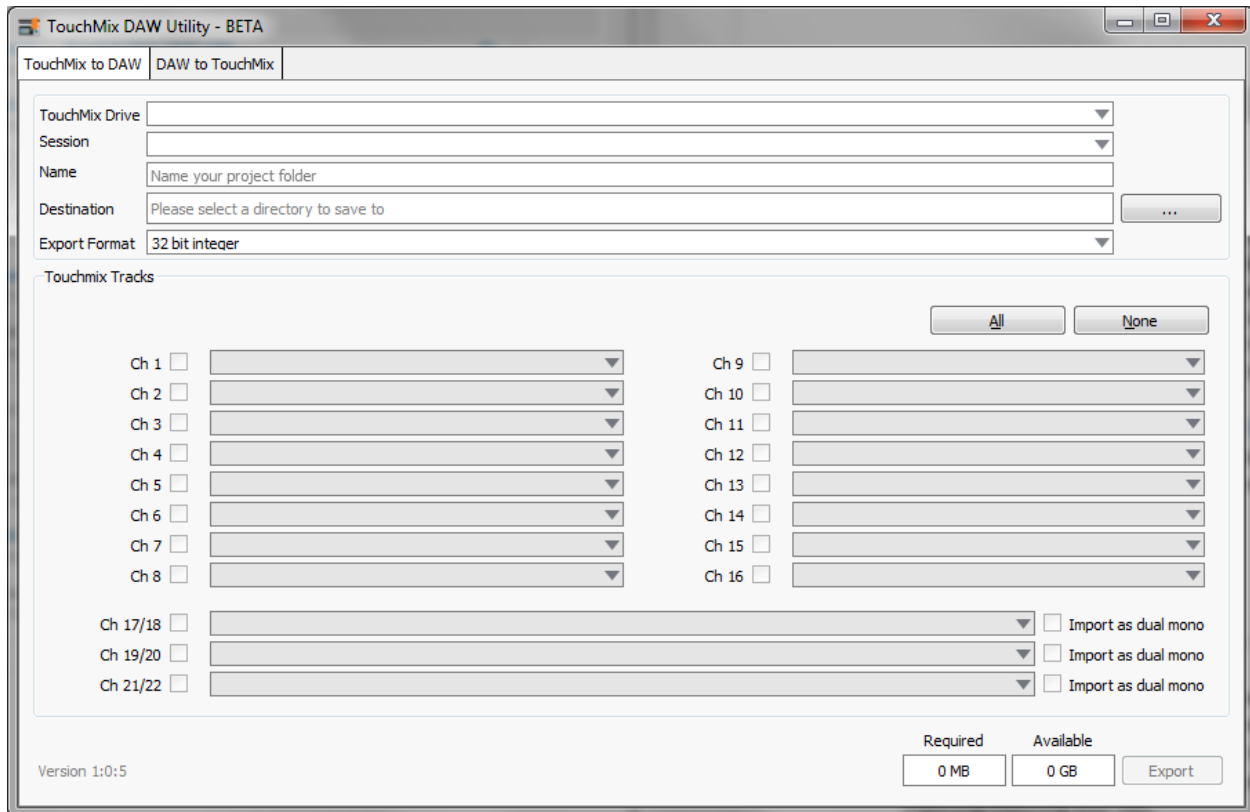 TouchMix DAW Utility - BETA
TouchMix to DAW DAW to TouchMix
TouchMix Drive
Session
Name Name your project folder
Destination Please select a directory to save to ...
Export Format 32 bit integer
Touchmix Tracks
All None
Ch 1 Ch 9
Ch 2 Ch 10
Ch 3 Ch 11
Ch 4 Ch 12
Ch 5 Ch 13
Ch 6 Ch 14
Ch 7 Ch 15
Ch 8 Ch 16
Ch 17/18 Import as dual mono
Ch 19/20 Import as dual mono
Ch 21/22 Import as dual mono
Required Available
Version 1:0:5 0 MB 0 GB Export